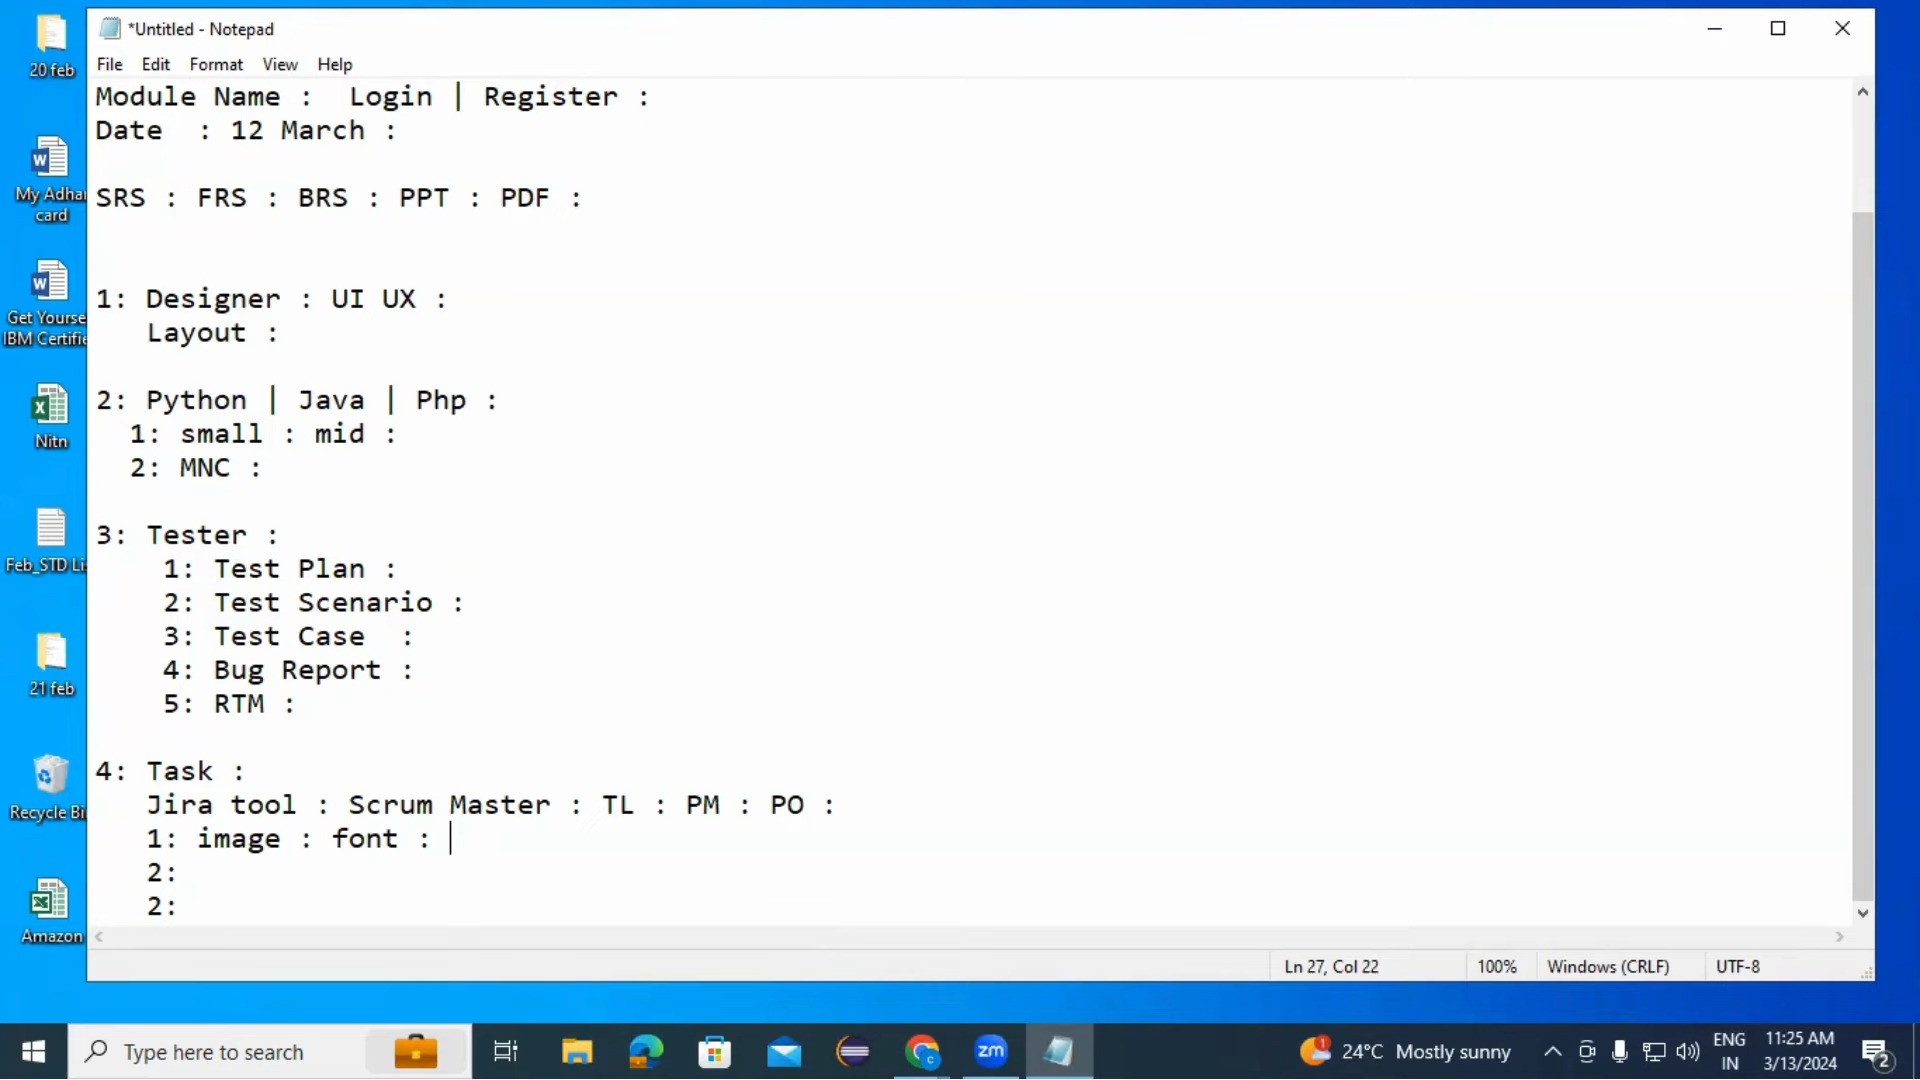 20 feb
My Adhar
card
Get Yourse
IBM Certifie
Nitn
Feb_STD Li
21 feb
Recycle Bi
Amazon
*Untitled - Notepad
File Edit Format View Help
Module Name :  Login | Register :
Date  : 12 March :
SRS : FRS : BRS : PPT : PDF :
1: Designer : UI UX :
Layout :
2: Python | Java | Php :
1: small : mid :
2: MNC :
3: Tester :
1: Test Plan :
2: Test Scenario :
3: Test Case  :
4: Bug Report :
5: RTM :
4: Task :
Jira tool : Scrum Master : TL : PM : PO :
1: image : font :
2:
2:
Ln 27, Col 22 100% Windows (CRLF) UTF-8
Type here to search
zm
1
24°C Mostly sunny
ENG
IN
11:25 AM
3/13/2024
2